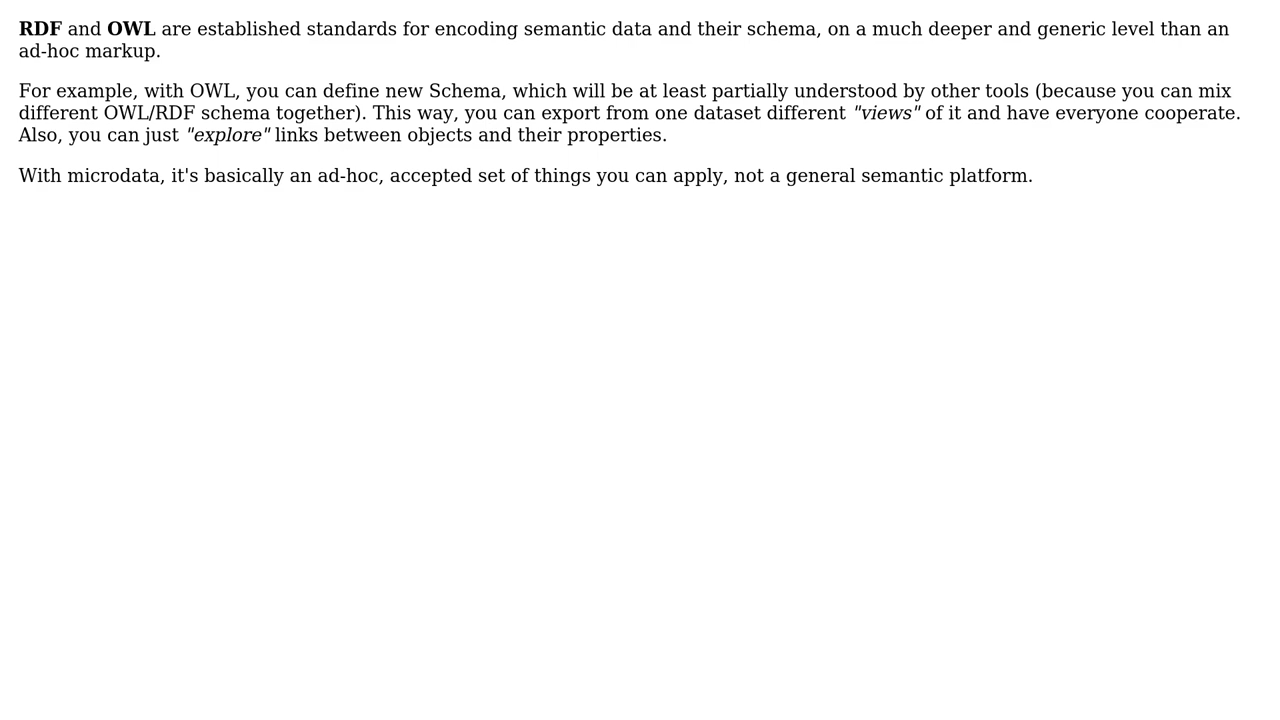 RDF and OWL are established standards for encoding semantic data and their schema, on a much deeper and generic level than an
ad-hoc markup.
For example, with OWL, you can define new Schema, which will be at least partially understood by other tools (because you can mix
different OWL/RDF schema together). This way, you can export from one dataset different "views" of it and have everyone cooperate.
Also, you can just "explore" links between objects and their properties.
With microdata, it's basically an ad-hoc, accepted set of things you can apply, not a general semantic platform.